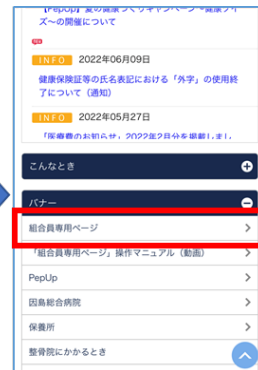 【PepUp】夏の健康づくりキャンペーン～健康クイ
ズ～の開催について
INFO 2022年06月09日
健康保険証等の氏名表記における「外字」の使用終
了について（通知）
INFO 2022年05月27日
「医療費のお知らせ」2022年2月分を掲載しまし
こんなとき
バナー
組合員専用ページ
「組合員専用ページ」操作マニュアル（動画）
PepUp
因島総合病院
保養所
整骨院にかかるとき